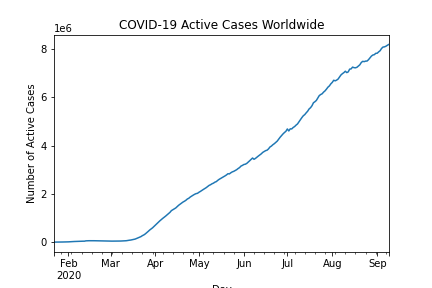 COVID-19 Active Cases Worldwide
1e6
8
6
4
2
0
Number of Active Cases
Feb Mar Apr May Jun Jul Aug Sep
2020